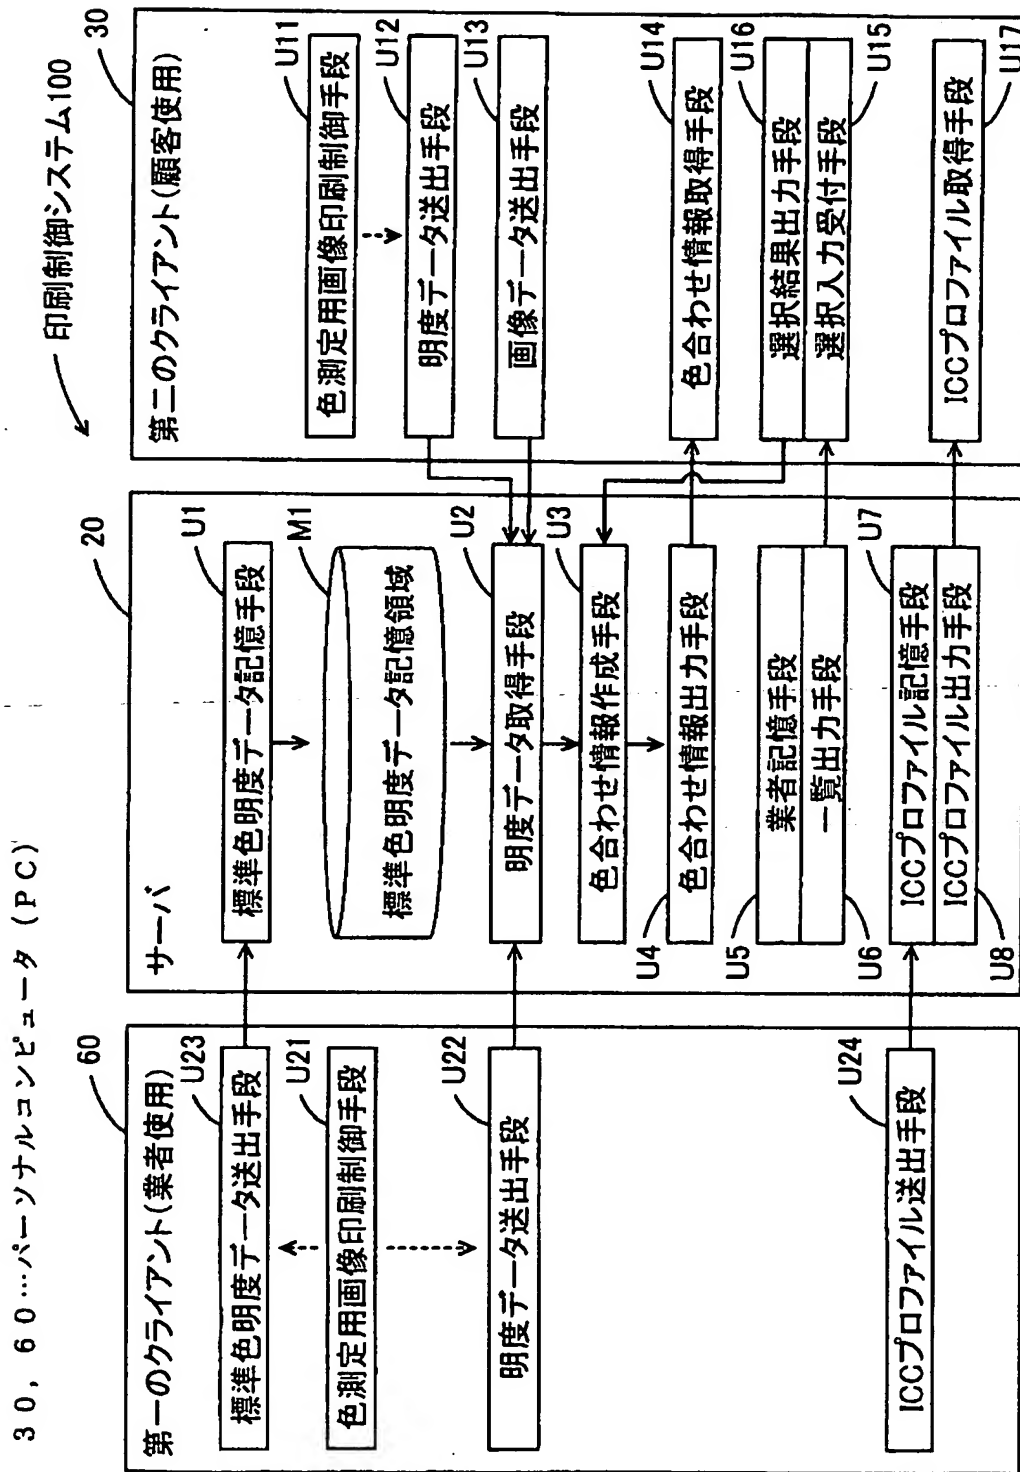 30, 60…パーソナルコンピュータ (PC)
印刷制御システム100
60
第一のクライアント(業者使用)
U23
標準色明度データ送出手段
U21
色測定用画像印刷制御手段
U22
明度データ送出手段
U24
ICCプロファイル送出手段
20
サーバ
U1
標準色明度データ記憶手段
M1
標準色明度データ記憶領域
U2
明度データ取得手段
U3
色合わせ情報作成手段
U4
色合わせ情報出力手段
U5
業者記憶手段
一覧出力手段
U6
U7
ICCプロファイル記憶手段
ICCプロファイル出力手段
U8
30
第二のクライアント(顧客使用)
U11
色測定用画像印刷制御手段
U12
明度データ送出手段
U13
画像データ送出手段
U14
色合わせ情報取得手段
U16
選択結果出力手段
選択入力受付手段
U15
ICCプロファイル取得手段
U17